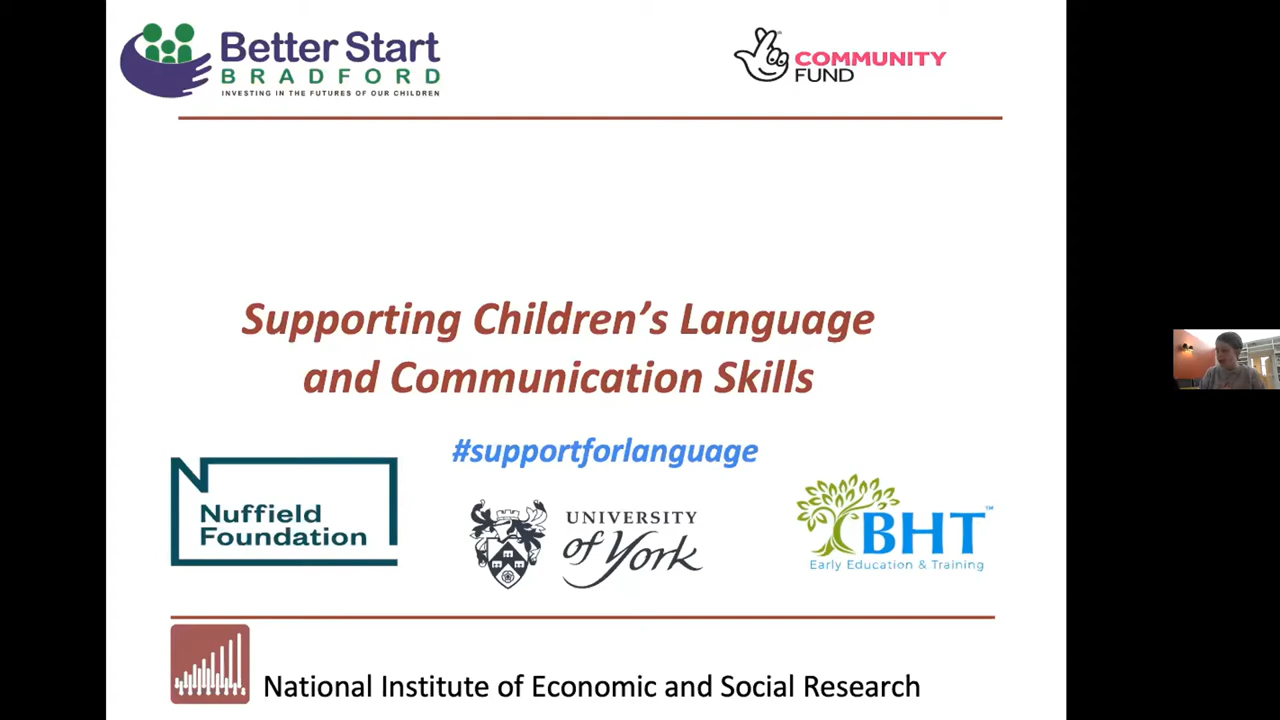 Better Start
BRADFORD
INVESTING IN THE FUTURES OF OUR CHILDREN
COMMUNITY
FUND
Supporting Children’s Language
and Communication Skills
#supportforlanguage
Nuffield
Foundation
UNIVERSITY
of York
BHT™
Early Education & Training
National Institute of Economic and Social Research